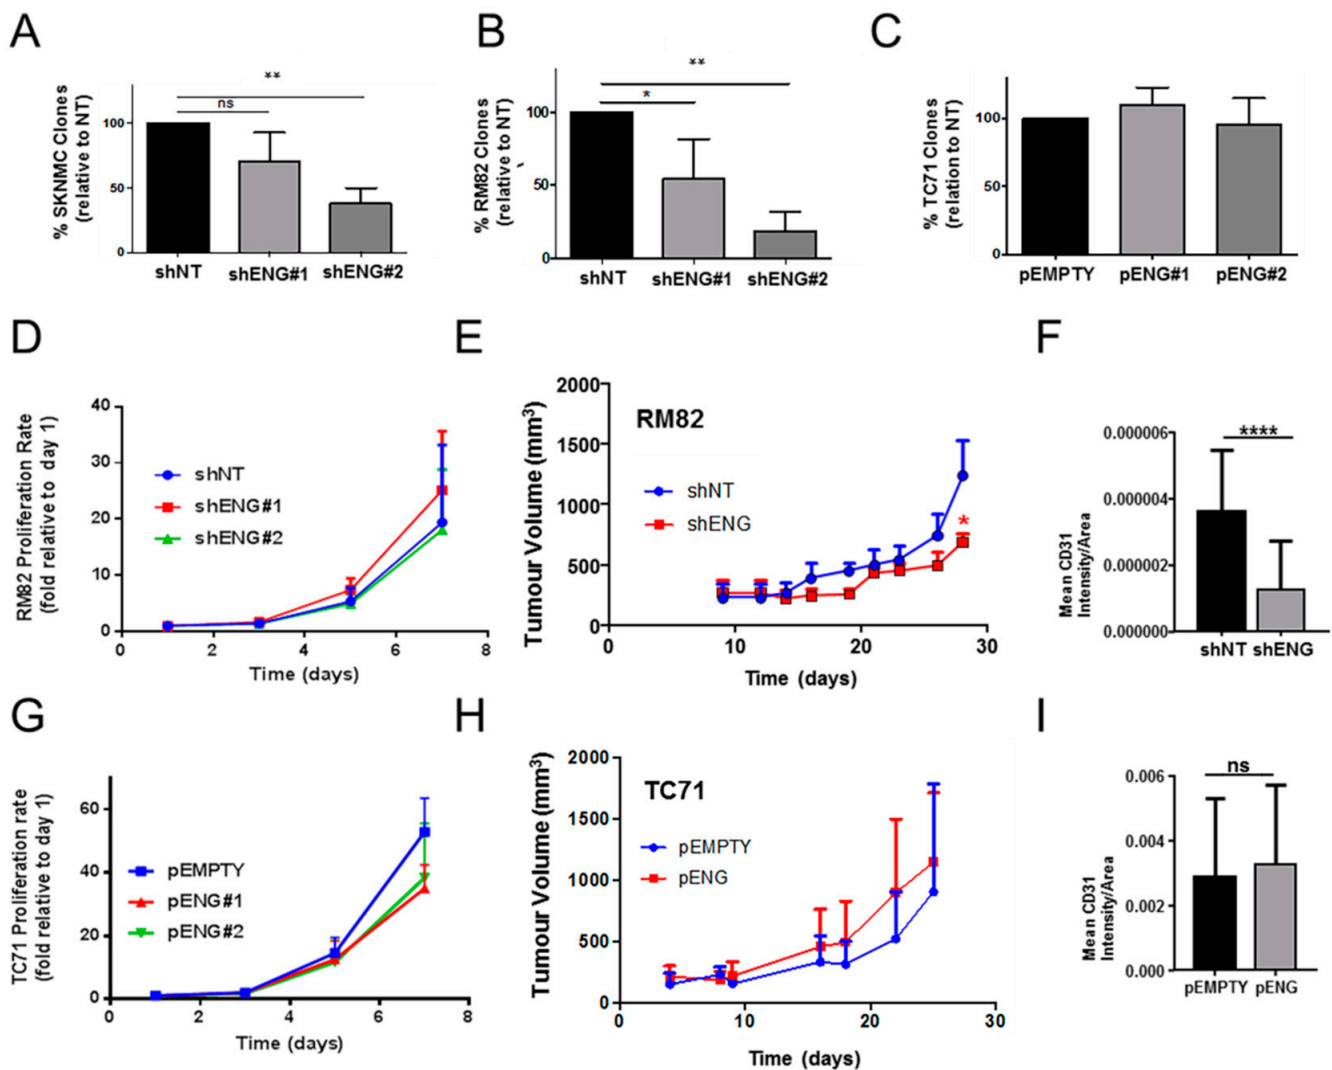 A
B
C
% SKNMC Clones
(relative to NT)
100
50
0
**
ns
shNT
shENG#1
shENG#2
% RM82 Clones
(relative to NT)
100
50
0
**
*
shNT
shENG#1
shENG#2
% TC71 Clones
(relation to NT)
100
50
0
pEMPTY
pENG#1
pENG#2
D
E
F
RM82 Proliferation Rate
(fold relative to day 1)
40
30
20
10
0
shNT
shENG#1
shENG#2
0 2 4 6 8
Time (days)
Tumour Volume (mm³)
2000
1500
1000
500
0
RM82
shNT
shENG
*
0 10 20 30
Time (days)
Mean CD31
Intensity/Area
0.000006
0.000004
0.000002
0.000000
****
shNT shENG
G
H
I
TC71 Proliferation rate
(fold relative to day 1)
60
40
20
0
pEMPTY
pENG#1
pENG#2
0 2 4 6 8
Time (days)
Tumour Volume (mm³)
2000
1500
1000
500
0
TC71
pEMPTY
pENG
0 10 20 30
Time (days)
Mean CD31
Intensity/Area
0.006
0.004
0.002
0.000
ns
pEMPTY pENG